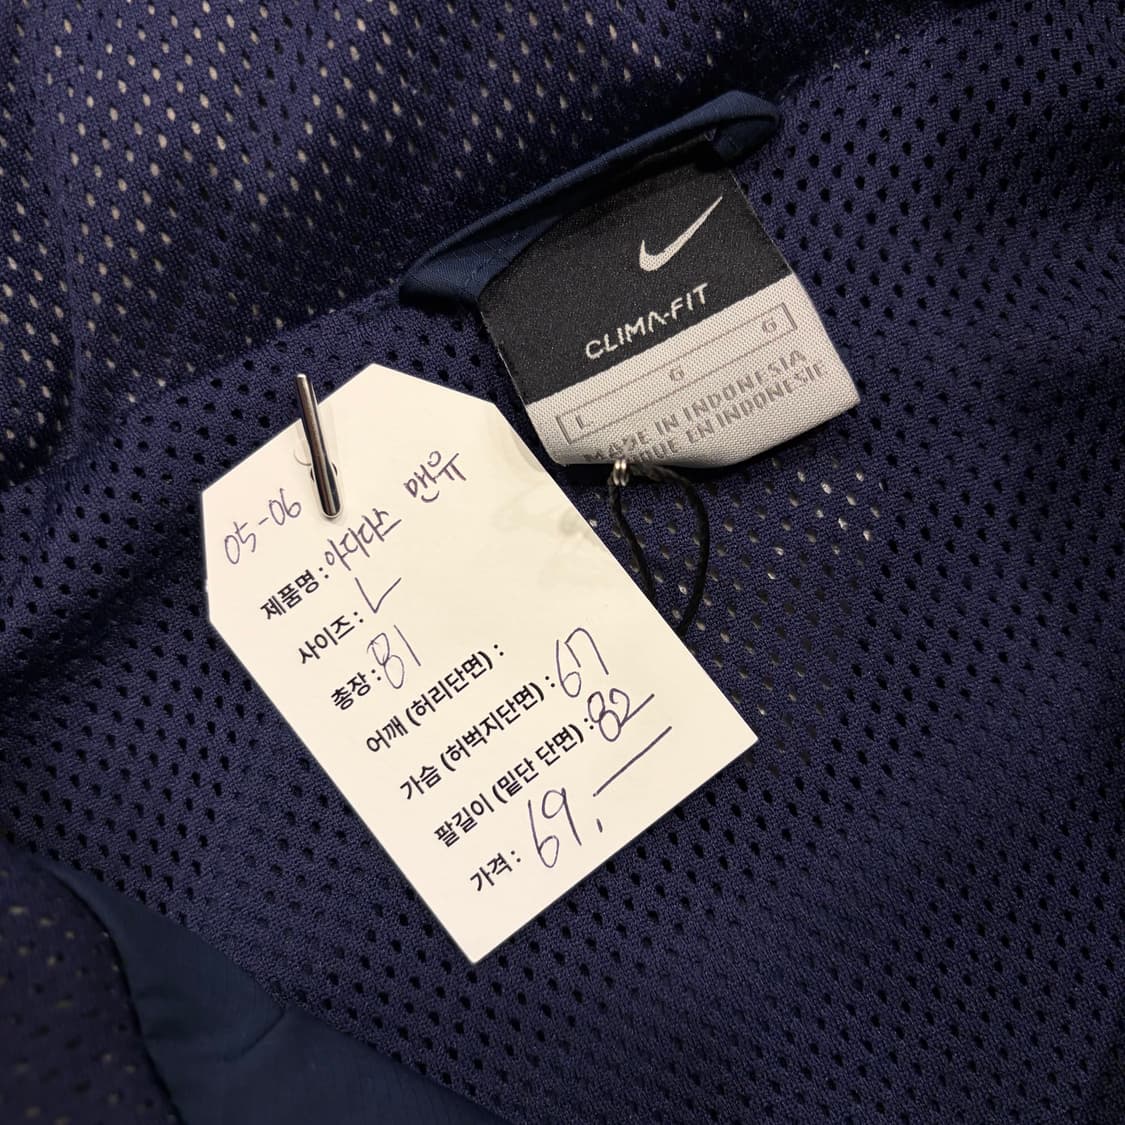 CLIMA-FIT
L G G
MADE IN INDONESIA
EN INDONESIE
05-06
제품명 : 아디다스 맨유
사이즈 : L
총장 : 81
어깨 (허리단면) :
가슴 (허벅지단면) : 67
팔길이 (밑단 단면) : 82
가격 : 69,-